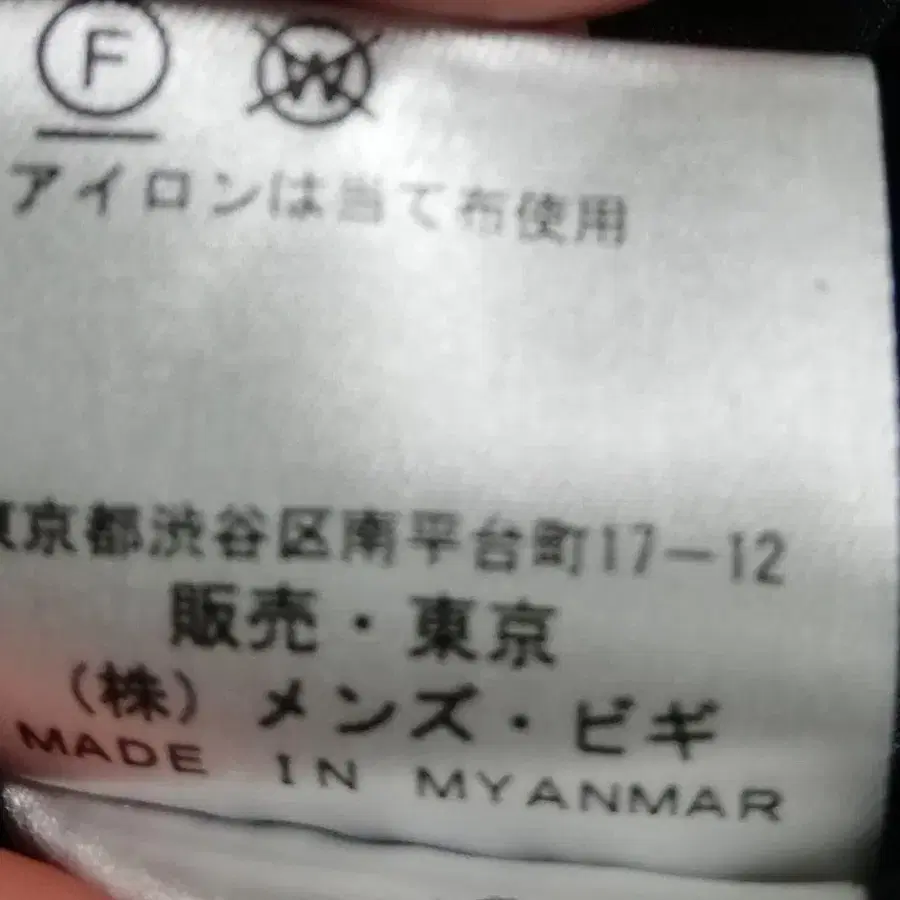 F W
アイロンは当て布使用
東京都渋谷区南平台町17-12
販売・東京
(株)メンズ・ビギ
MADE IN MYANMAR